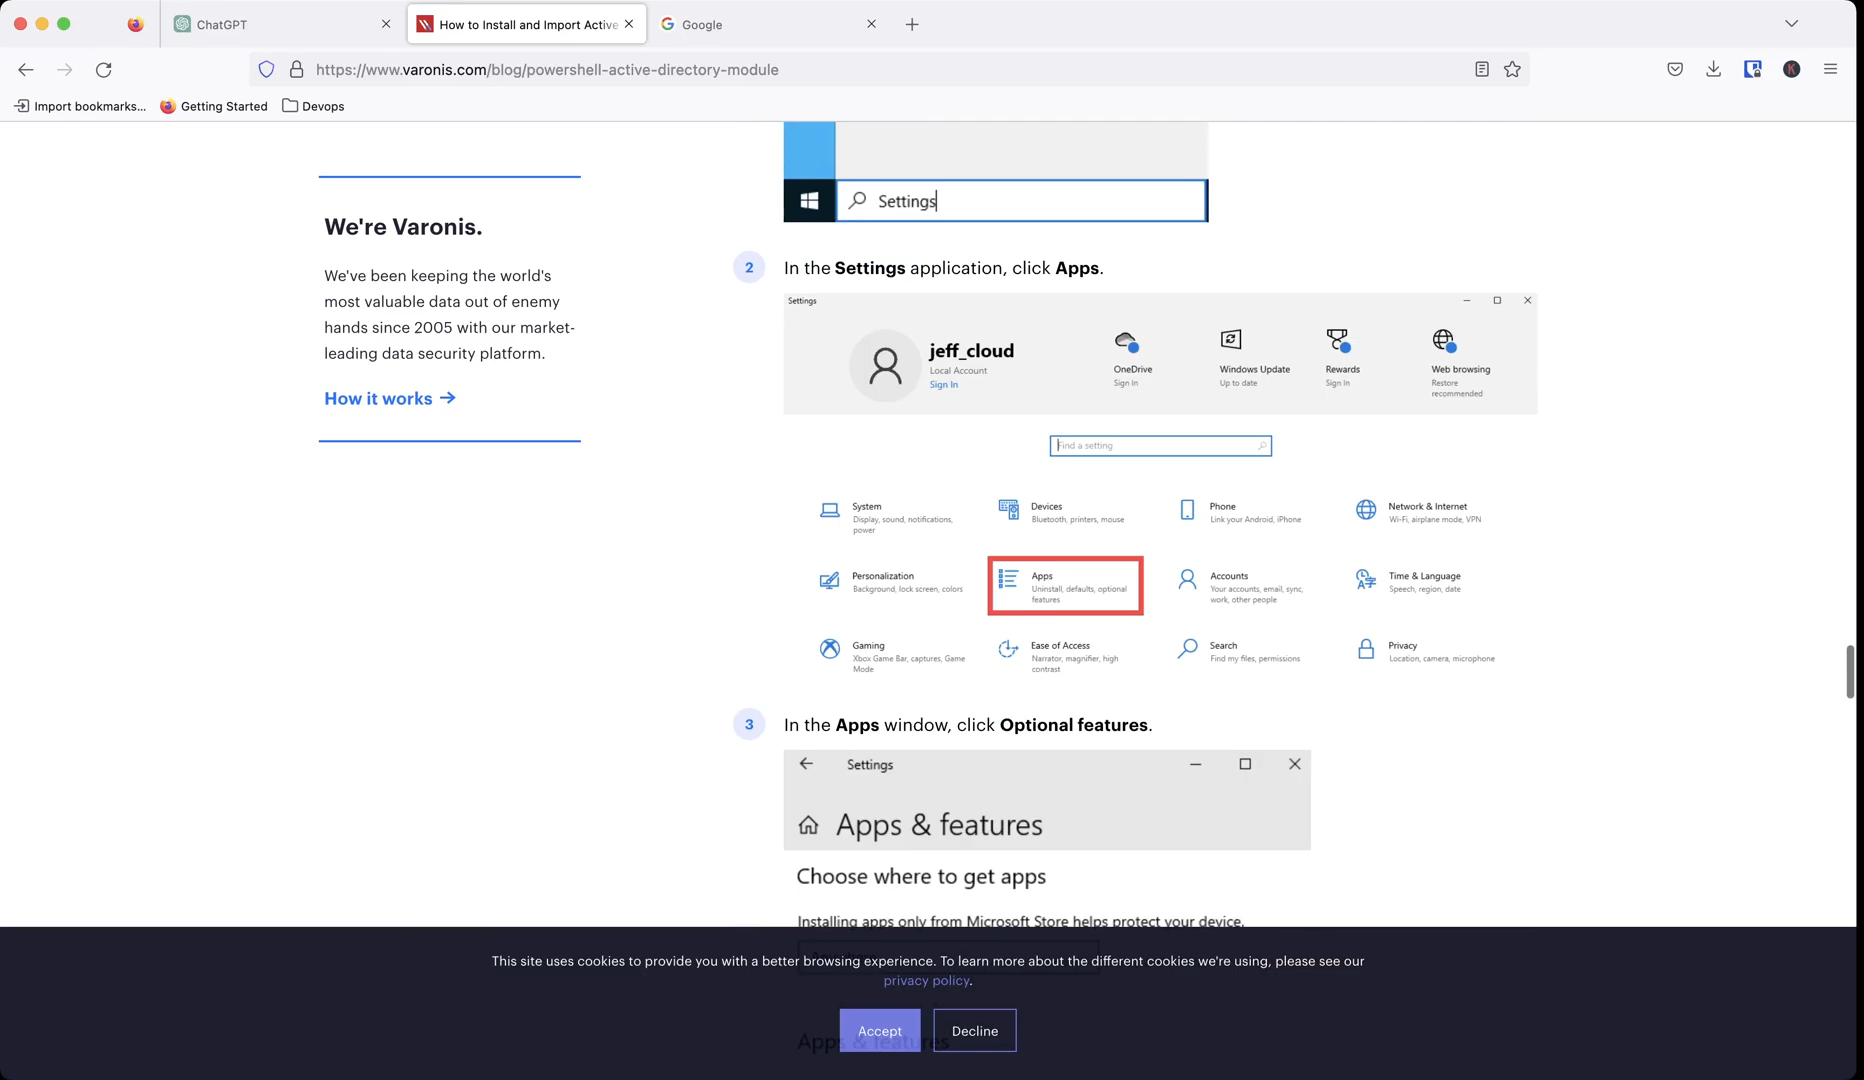 ChatGPT
How to Install and Import Active
Google
https://www.varonis.com/blog/powershell-active-directory-module
Import bookmarks...
Getting Started
Devops
K
We're Varonis.
We've been keeping the world's
most valuable data out of enemy
hands since 2005 with our market-
leading data security platform.
How it works →
Settings
2
In the Settings application, click Apps.
Settings
jeff_cloud
Local Account
Sign In
OneDrive
Sign In
Windows Update
Up to date
Rewards
Sign In
Web browsing
Restore
recommended
Find a setting
System
Display, sound, notifications,
power
Devices
Bluetooth, printers, mouse
Phone
Link your Android, iPhone
Network & Internet
Wi-Fi, airplane mode, VPN
Personalization
Background, lock screen, colors
Apps
Uninstall, defaults, optional
features
Accounts
Your accounts, email, sync,
work, other people
Time & Language
Speech, region, date
Gaming
Xbox Game Bar, captures, Game
Mode
Ease of Access
Narrator, magnifier, high
contrast
Search
Find my files, permissions
Privacy
Location, camera, microphone
3
In the Apps window, click Optional features.
Settings
Apps & features
Choose where to get apps
Installing apps only from Microsoft Store helps protect your device.
This site uses cookies to provide you with a better browsing experience. To learn more about the different cookies we're using, please see our
privacy policy.
Accept
Decline
Apps & features